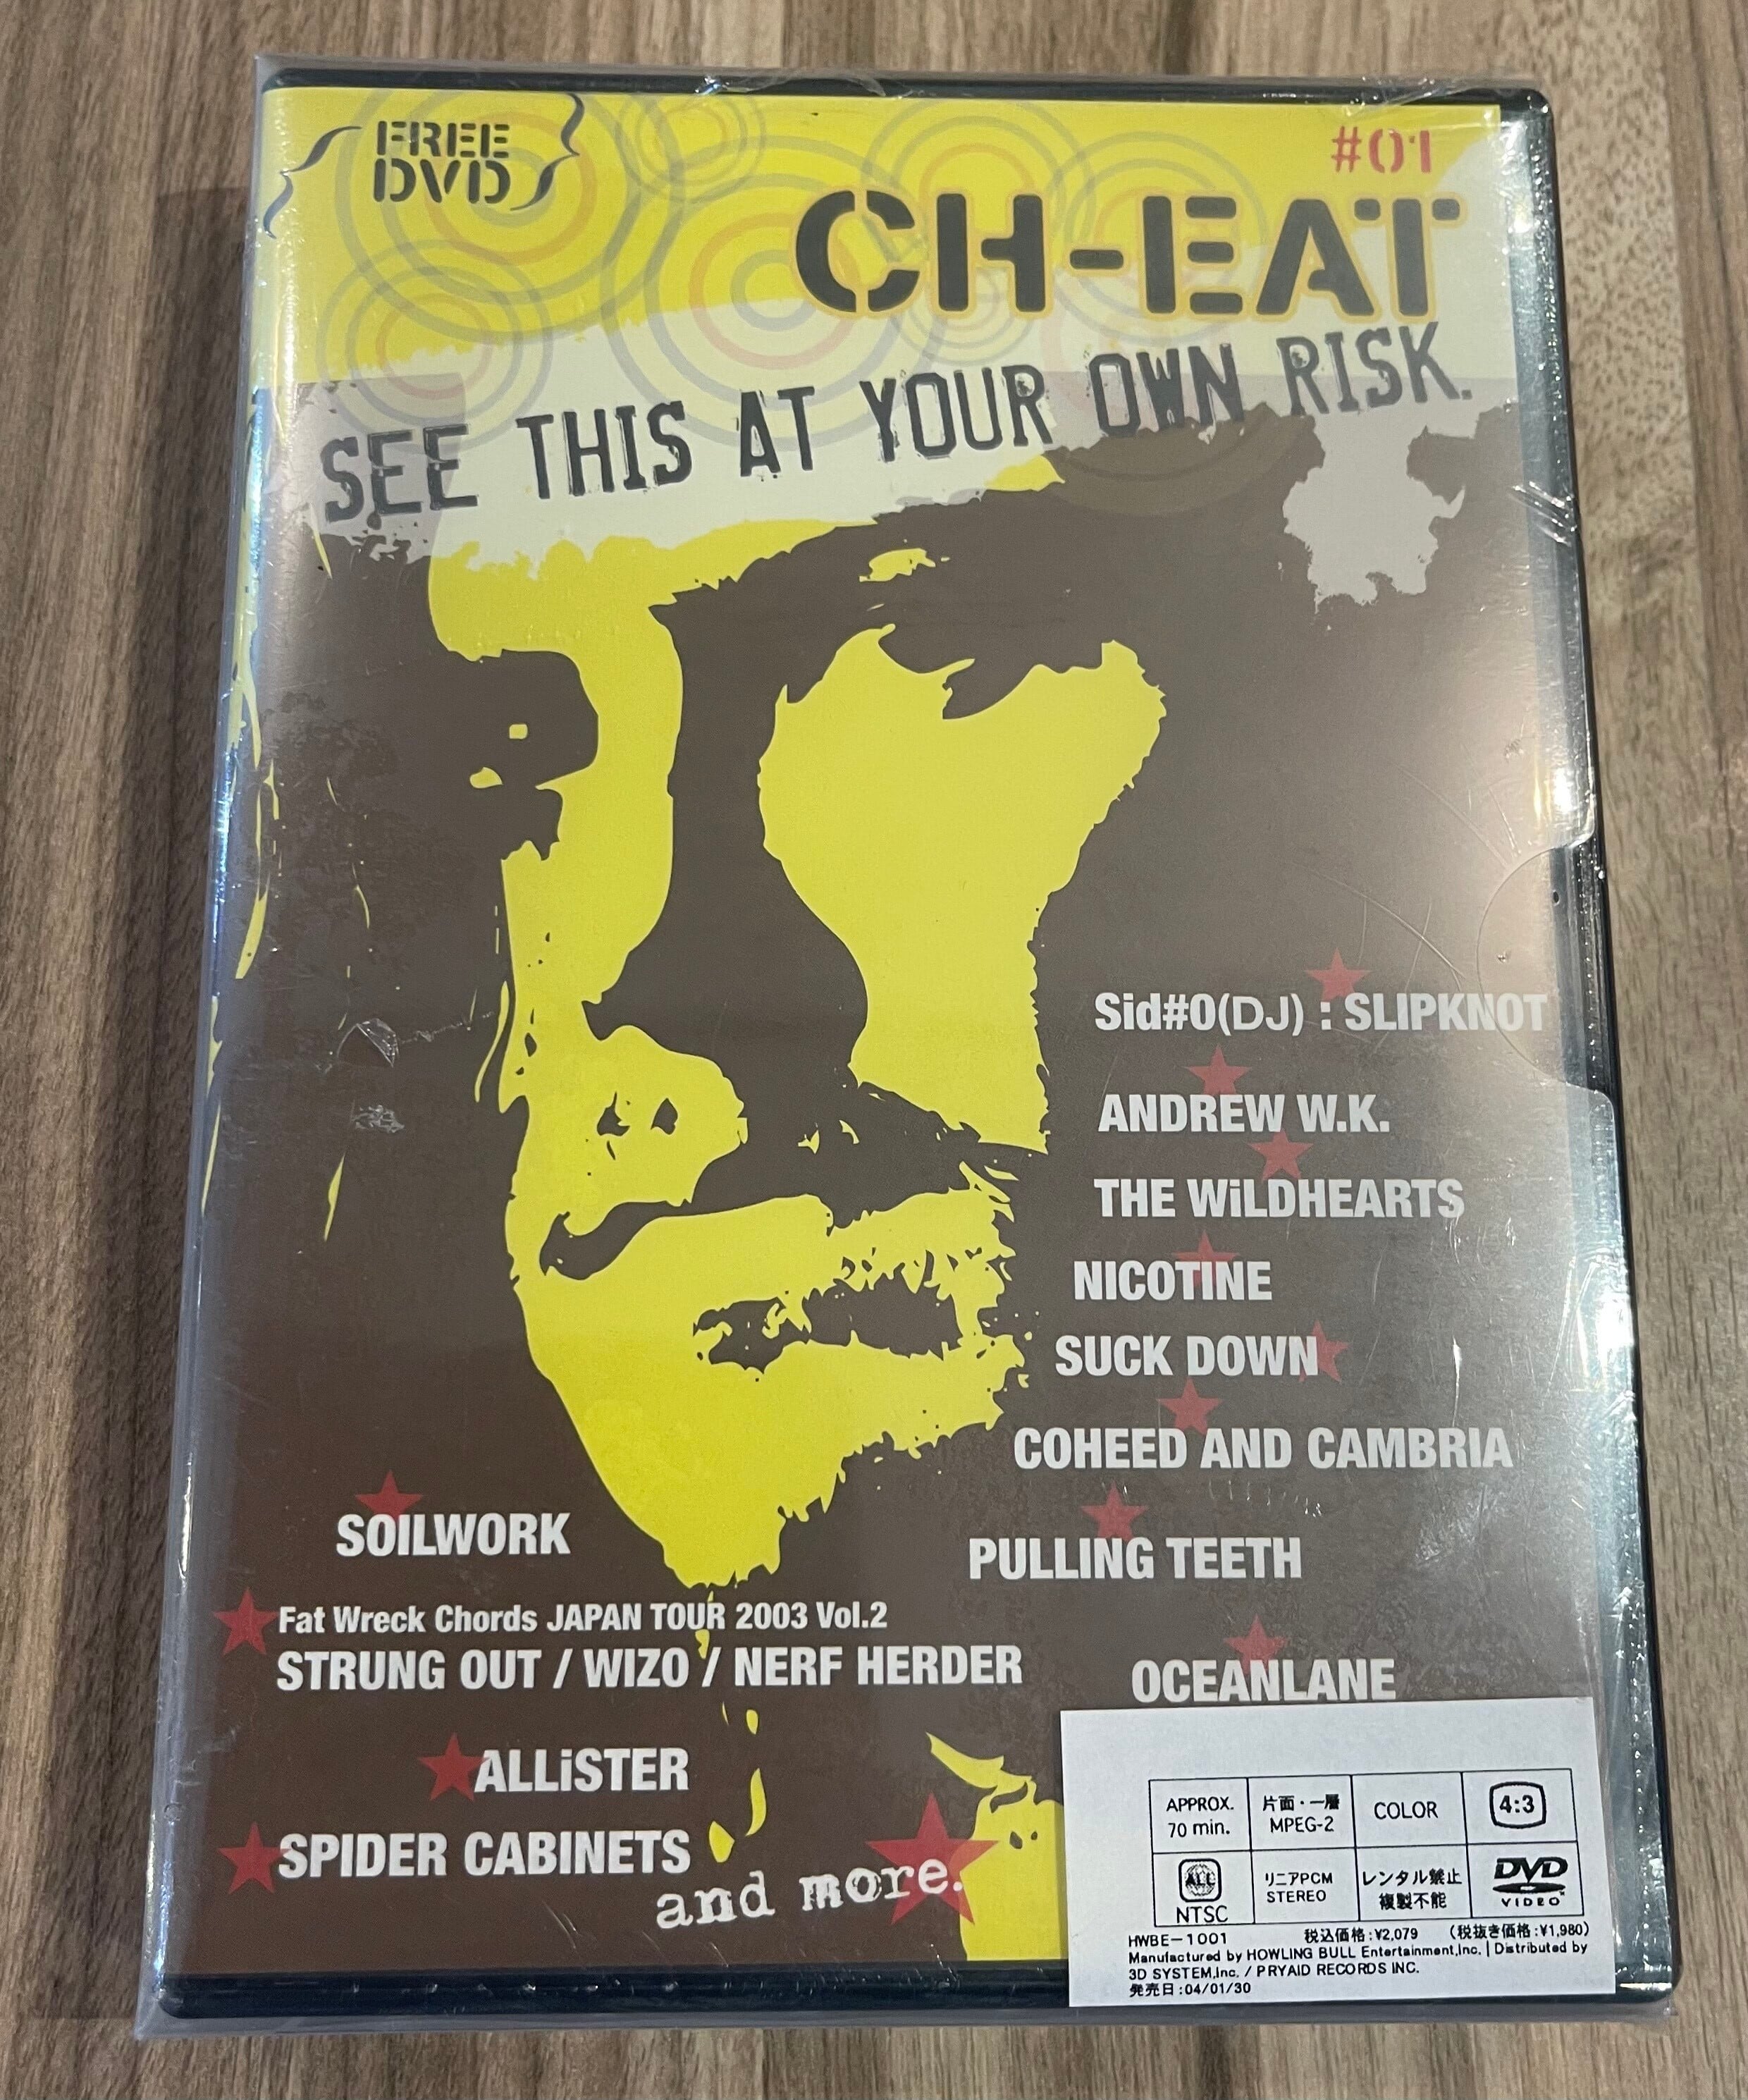 FREE
DVD
#01
CH-EAT
SEE THIS AT YOUR OWN RISK.
Sid#0(DJ) : SLIPKNOT
ANDREW W.K.
THE WiLDHEARTS
NICOTINE
SUCK DOWN
COHEED AND CAMBRIA
PULLING TEETH
OCEANLANE
SOILWORK
Fat Wreck Chords JAPAN TOUR 2003 Vol.2
STRUNG OUT / WIZO / NERF HERDER
ALLiSTER
SPIDER CABINETS
and more.
APPROX.
70 min.
片面・一層
MPEG-2
COLOR
4:3
ALL
NTSC
リニアPCM
STEREO
レンタル禁止
複製不能
DVD
VIDEO
HWBE-1001 税込価格:¥2,079 (税抜き価格:¥1,980)
Manufactured by HOWLING BULL Entertainment,Inc. | Distributed by
3D SYSTEM,Inc. / PRYAID RECORDS INC.
発売日:04/01/30